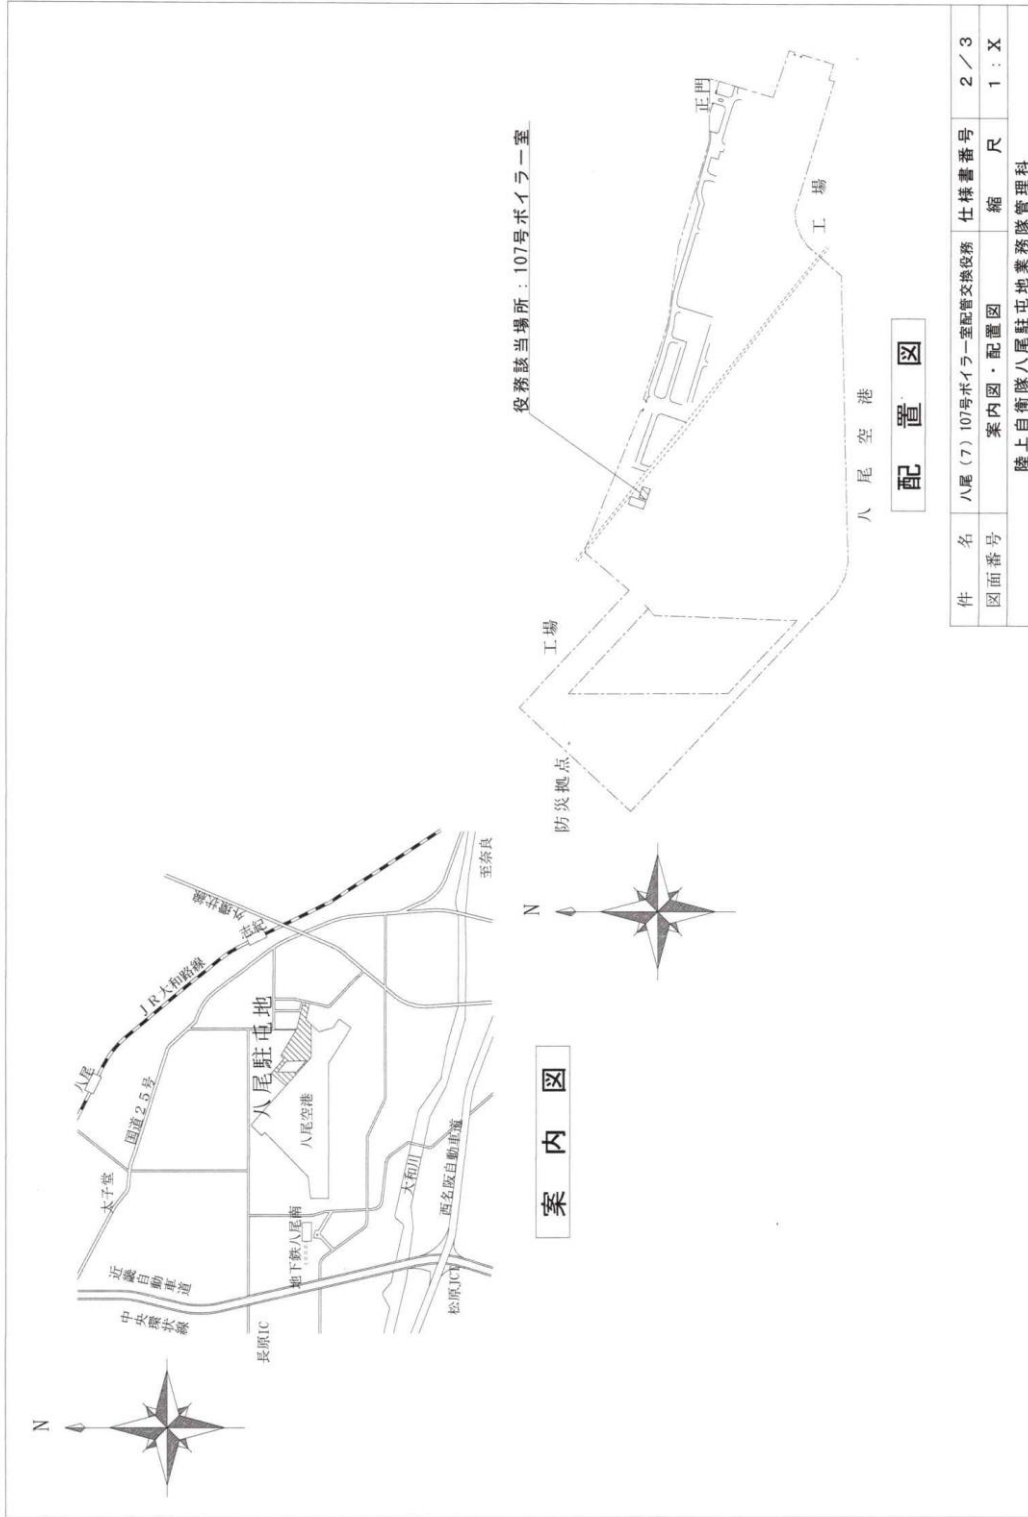 N
八尾
JR大和路線
志紀
外環状線
国道25号
太子堂
八尾駐屯地
八尾空港
近畿自動車道
中央環状線
長原IC
地下鉄八尾南
大和川
西名阪自動車道
松原JCT
至奈良
案内図
N
防災拠点
工場
役務該当場所：107号ボイラー室
正門
工場
八尾空港
配置図
件名 八尾（7）107号ボイラー室配管交換役務 仕様書番号 2／3
図面番号 案内図・配置図 縮尺 1：X
陸上自衛隊八尾駐屯地業務隊管理科